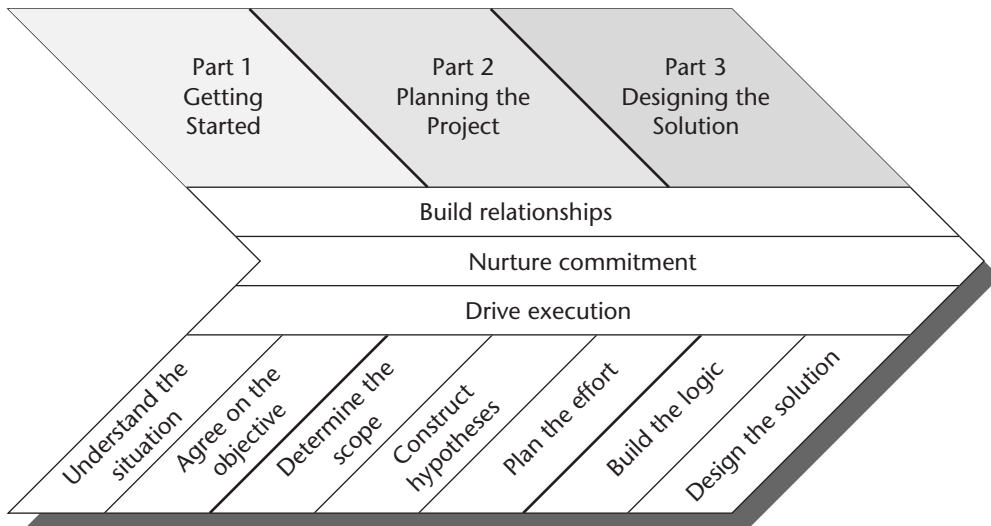 Part 1
Getting
Started
Part 2
Planning the
Project
Part 3
Designing the
Solution
Build relationships
Nurture commitment
Drive execution
Understand the
situation
Agree on the
objective
Determine the
scope
Construct
hypotheses
Plan the effort
Build the logic
Design the solution